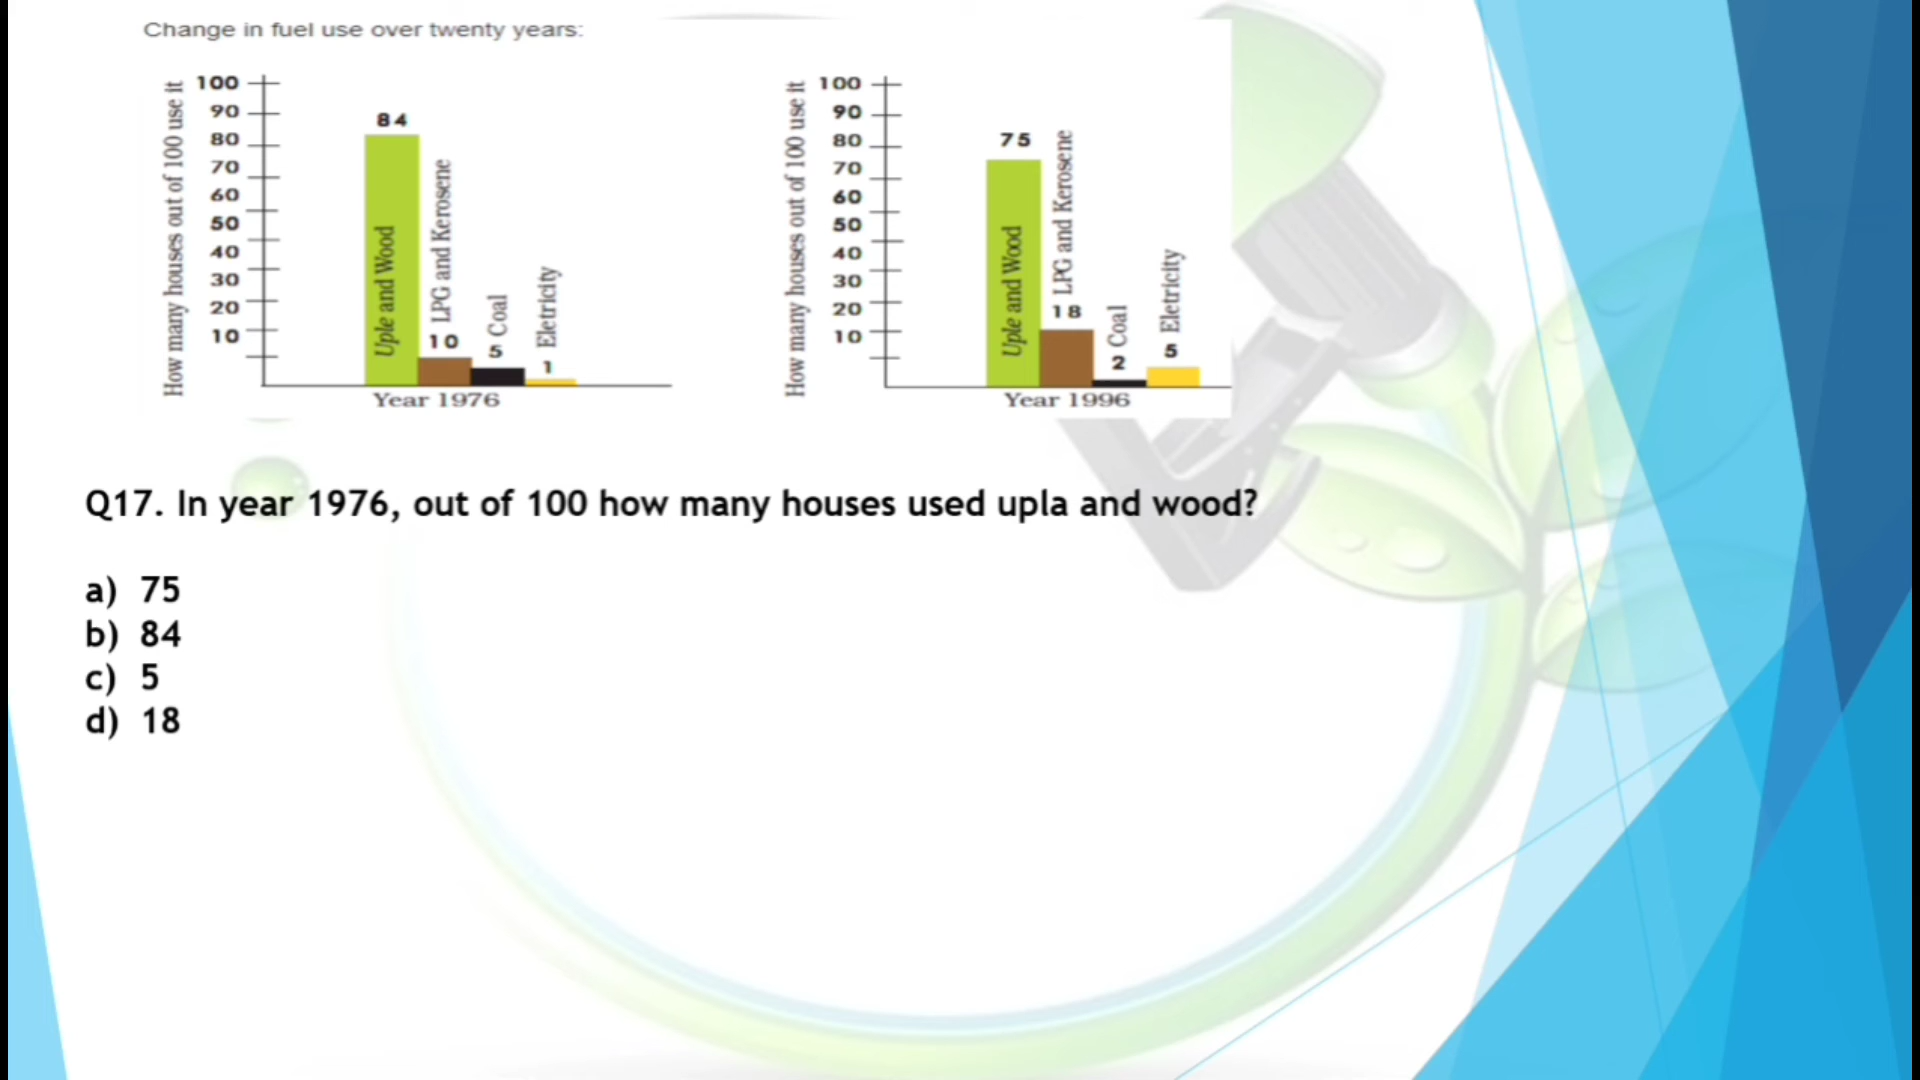 Change in fuel use over twenty years:
How many houses out of 100 use it
100
90
80
70
60
50
40
30
20
10
84
Uple and Wood
10
LPG and Kerosene
5
Coal
1
Eletricity
Year 1976
How many houses out of 100 use it
100
90
80
70
60
50
40
30
20
10
75
Uple and Wood
18
LPG and Kerosene
2
Coal
5
Eletricity
Year 1996
Q17. In year 1976, out of 100 how many houses used upla and wood?
a) 75
b) 84
c) 5
d) 18